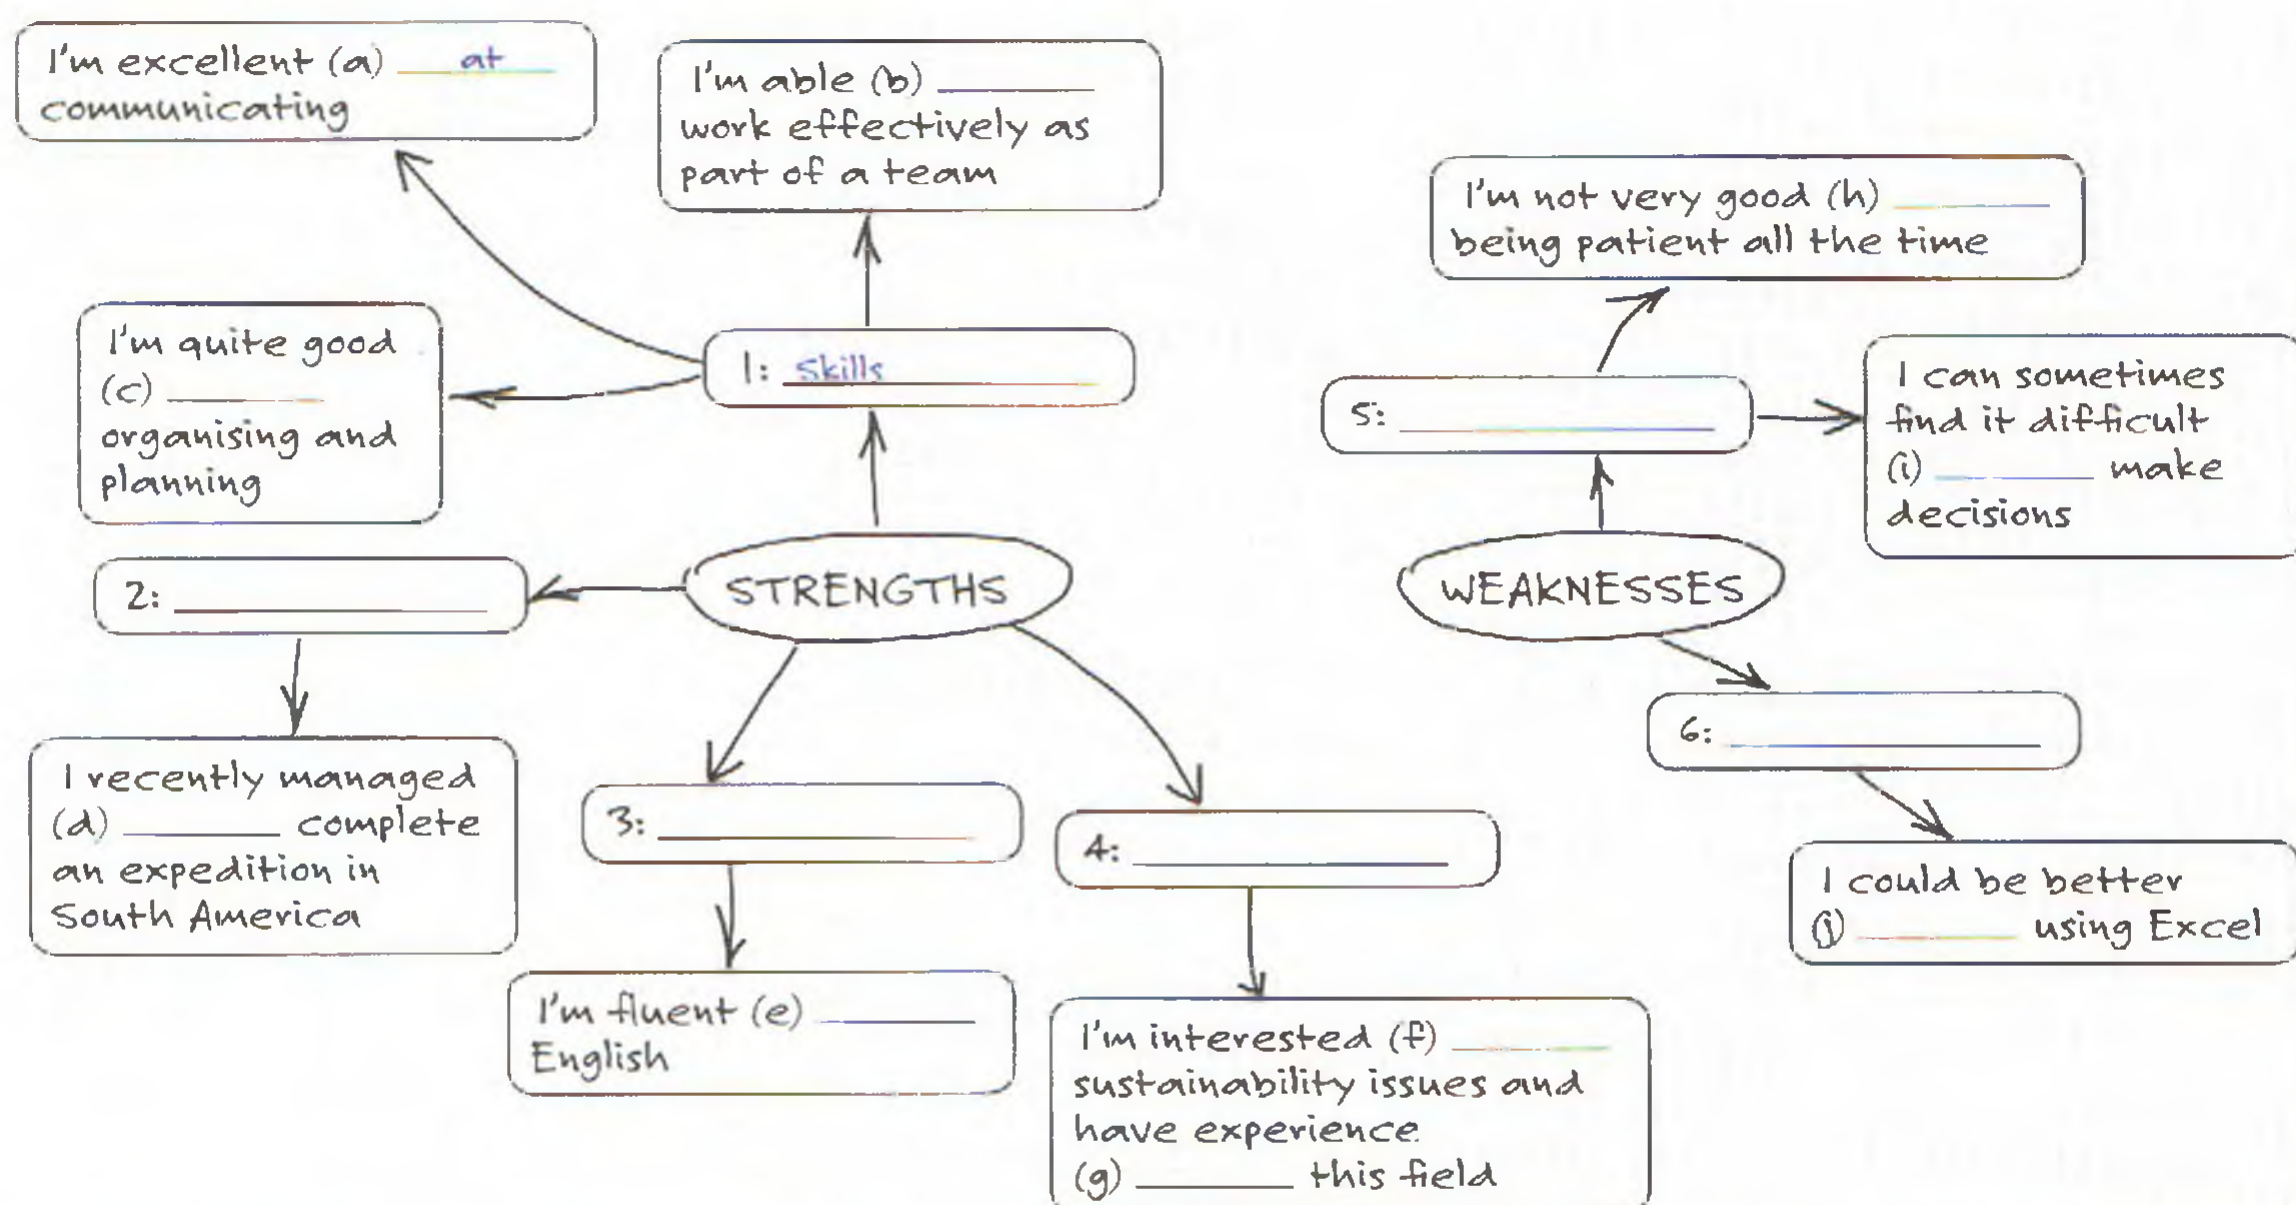 I'm excellent (a) at
communicating
I'm able (b)
work effectively as
part of a team
I'm quite good
(c)
organising and
planning
1: Skills
2:
STRENGTHS
I recently managed
(d) complete
an expedition in
South America
3:
I'm fluent (e)
English
4:
I'm interested (f)
sustainability issues and
have experience
(g) this field
I'm not very good (h)
being patient all the time
5:
I can sometimes
find it difficult
(i) make
decisions
WEAKNESSES
6:
I could be better
(j) using Excel